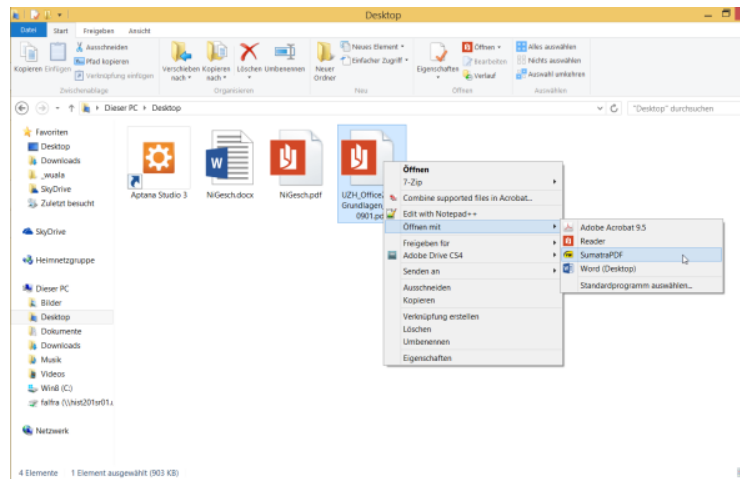 Desktop
Datei Start Freigeben Ansicht
Kopieren Einfügen
Ausschneiden
Pfad kopieren
Verknüpfung einfügen
Zwischenablage
Verschieben nach
Kopieren nach
Löschen
Umbenennen
Organisieren
Neuer Ordner
Neues Element
Einfacher Zugriff
Neu
Eigenschaften
Öffnen
Bearbeiten
Verlauf
Öffnen
Alles auswählen
Nichts auswählen
Auswahl umkehren
Auswählen
Dieser PC Desktop
"Desktop" durchsuchen
Favoriten
Desktop
Downloads
_wuala
SkyDrive
Zuletzt besucht
SkyDrive
Heimnetzgruppe
Dieser PC
Bilder
Desktop
Dokumente
Downloads
Musik
Videos
Win8 (C:)
falfra (\\hist201sr01.u
Netzwerk
Aptana Studio 3
NiGesch.docx
NiGesch.pdf
UZH_Office
Grundlagen
0901.pd
Öffnen
7-Zip
Combine supported files in Acrobat...
Edit with Notepad++
Öffnen mit
Freigeben für
Adobe Drive CS4
Senden an
Ausschneiden
Kopieren
Verknüpfung erstellen
Löschen
Umbenennen
Eigenschaften
Adobe Acrobat 9.5
Reader
SumatraPDF
Word (Desktop)
Standardprogramm auswählen...
4 Elemente 1 Element ausgewählt (903 KB)